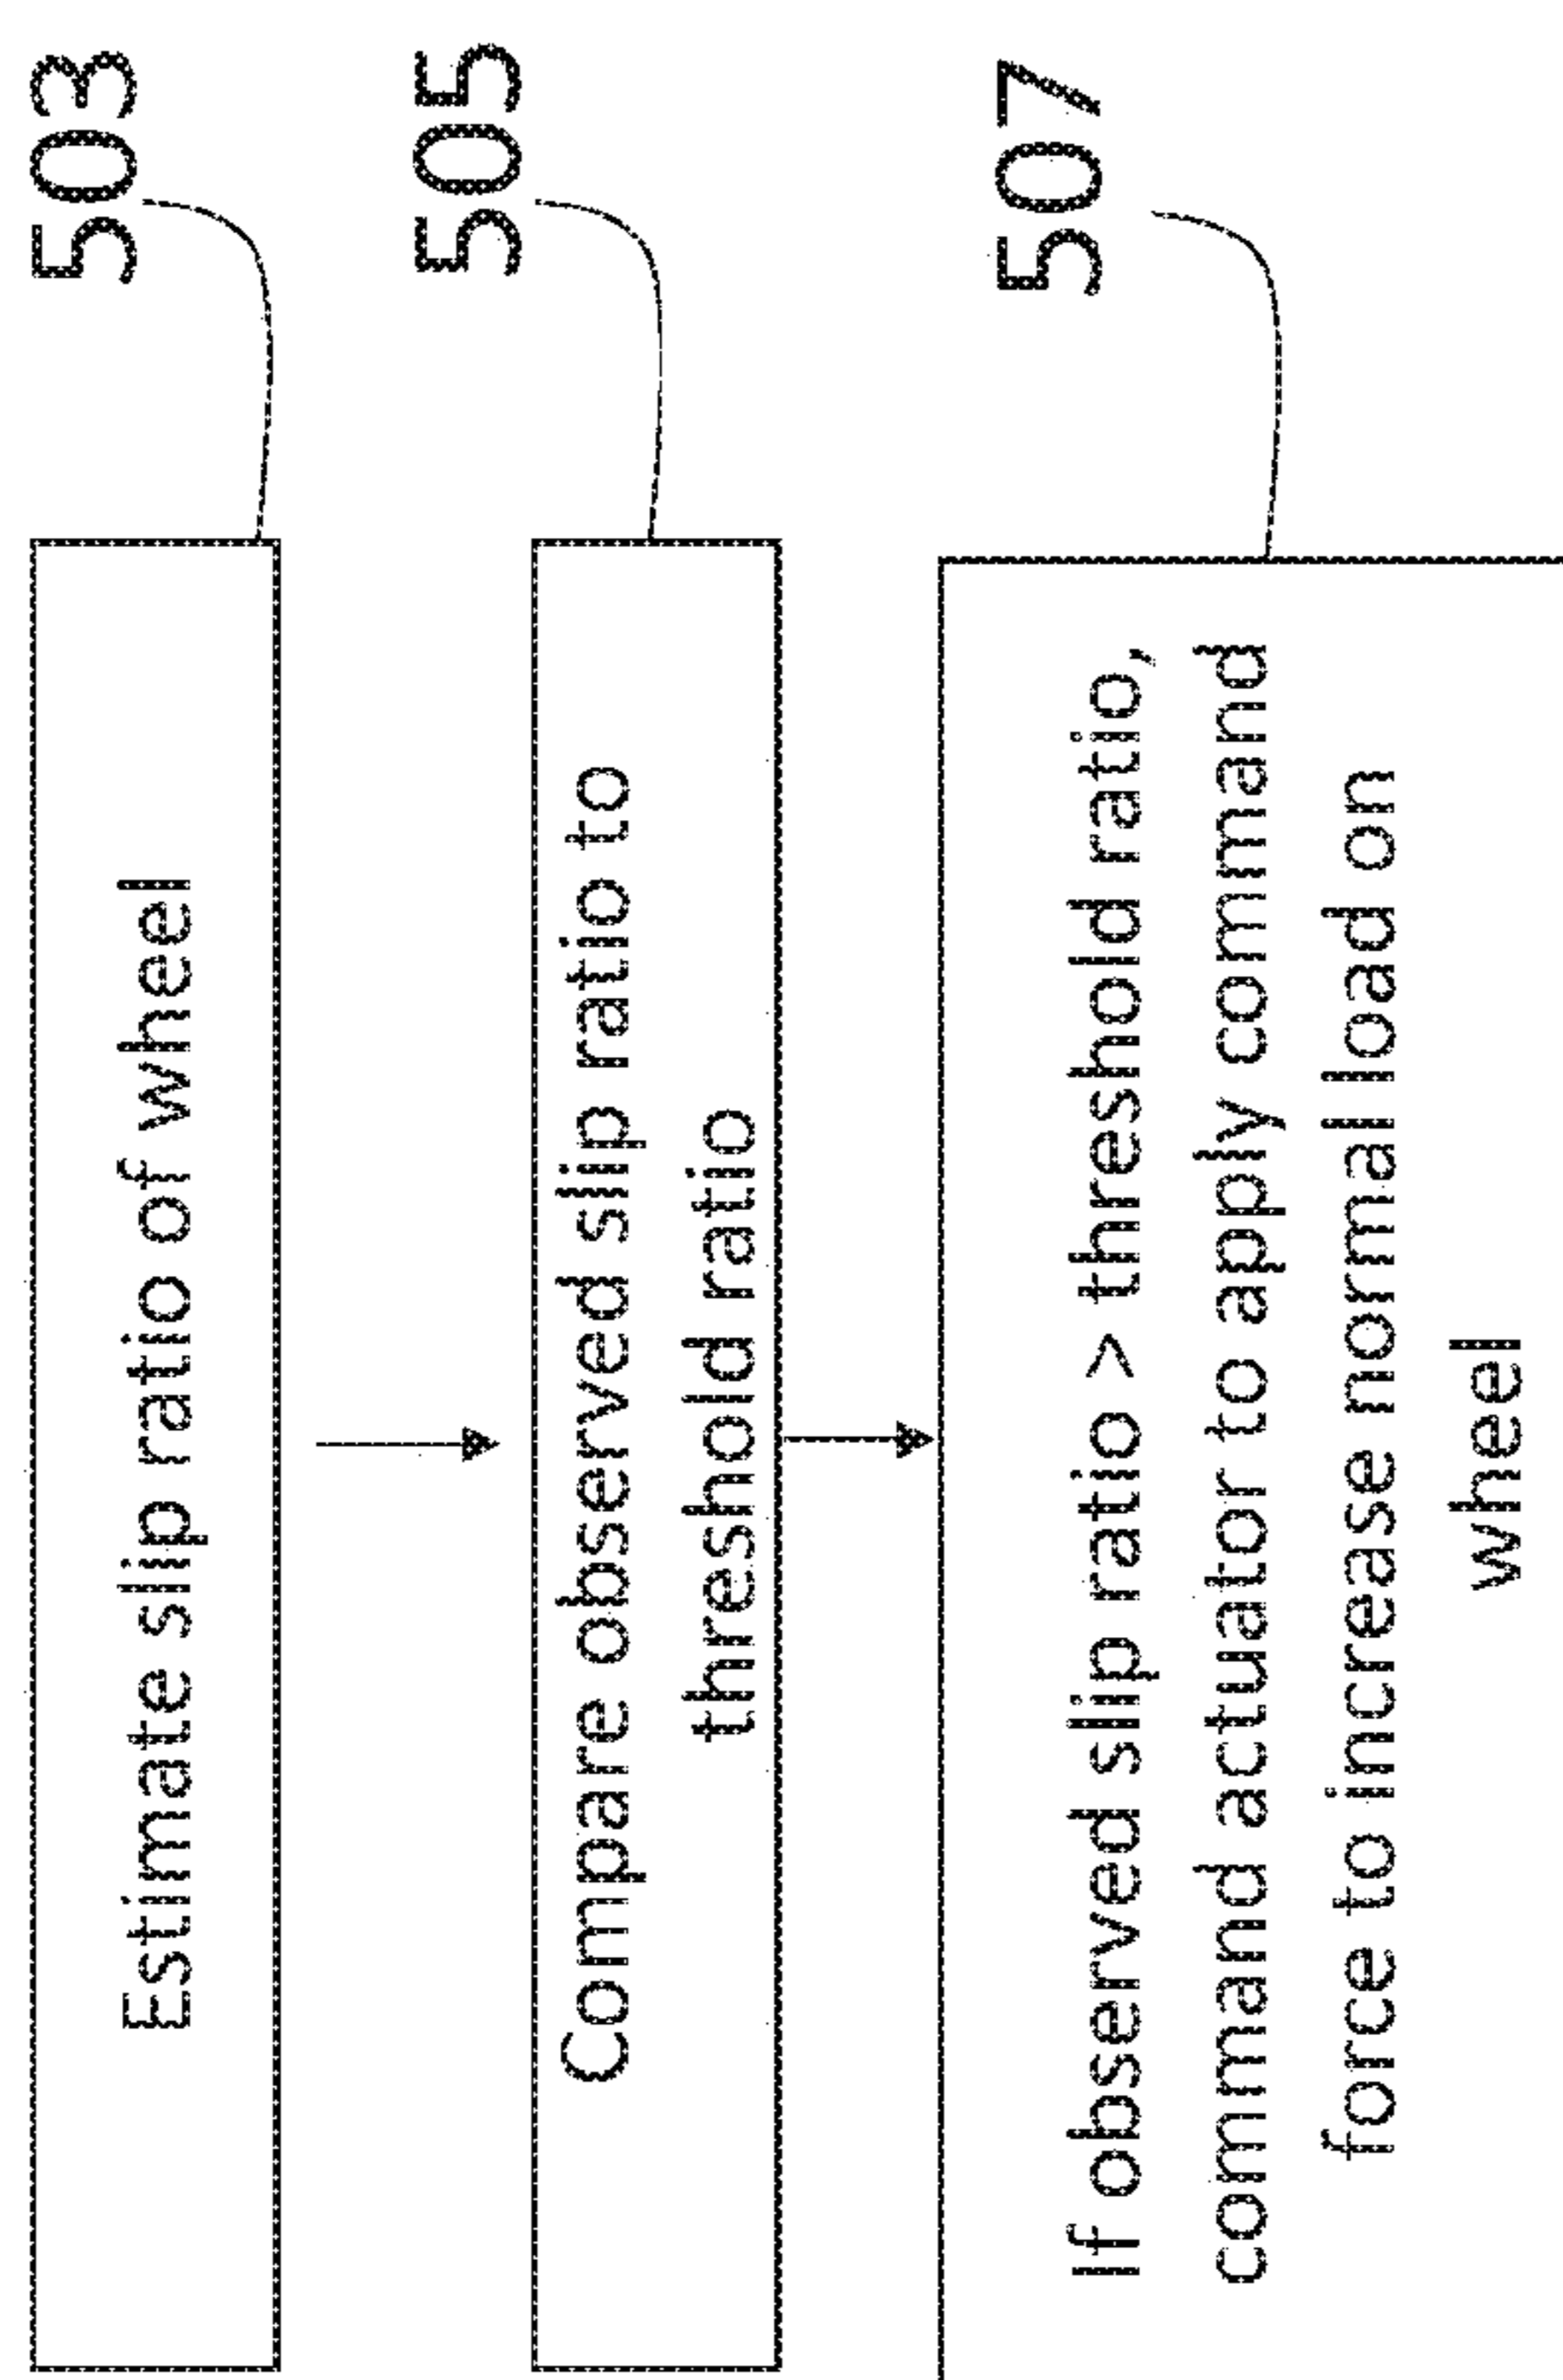 Estimate slip ratio of wheel
503
Compare observed slip ratio to
threshold ratio
505
If observed slip ratio > threshold ratio,
command actuator to apply command
force to increase normal load on
wheel
507